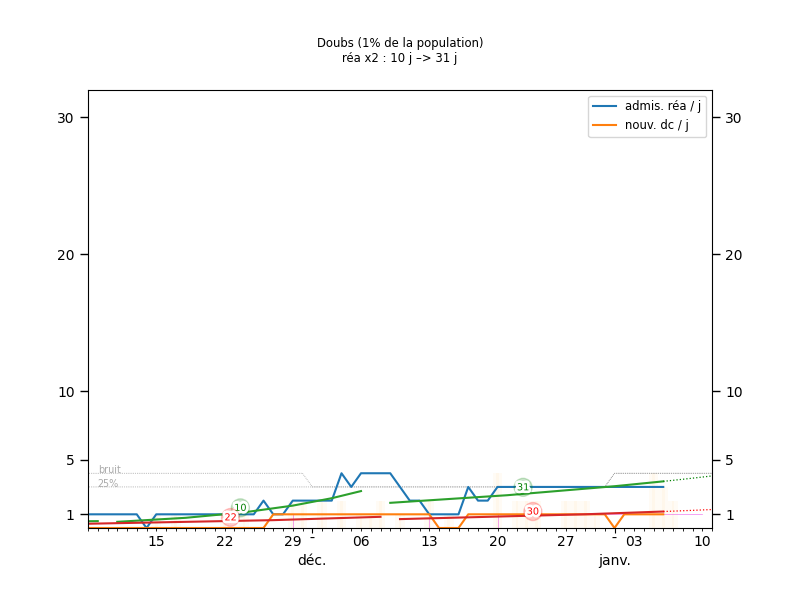 Doubs (1% de la population)
réa x2 : 10 j –> 31 j
admis. réa / j
nouv. dc / j
30 30
20 20
10 10
5 5
1 1
bruit
25%
10
22
31
30
15 22 29 - 06 13 20 27 - 03 10
déc. janv.